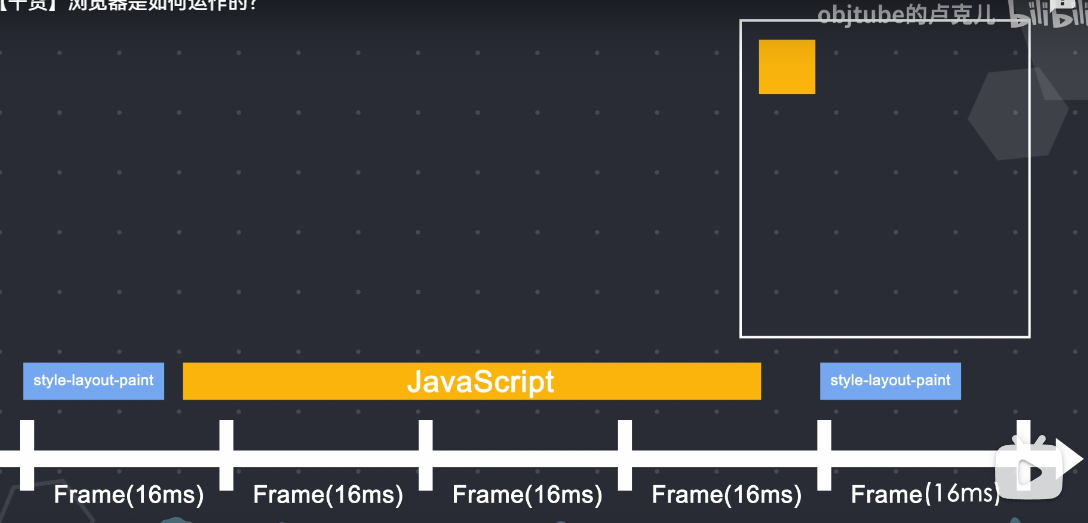 【干货】浏览器是如何运作的？
objtube的卢克儿 bilibili
style-layout-paint JavaScript style-layout-paint
Frame(16ms) Frame(16ms) Frame(16ms) Frame(16ms) Frame(16ms)